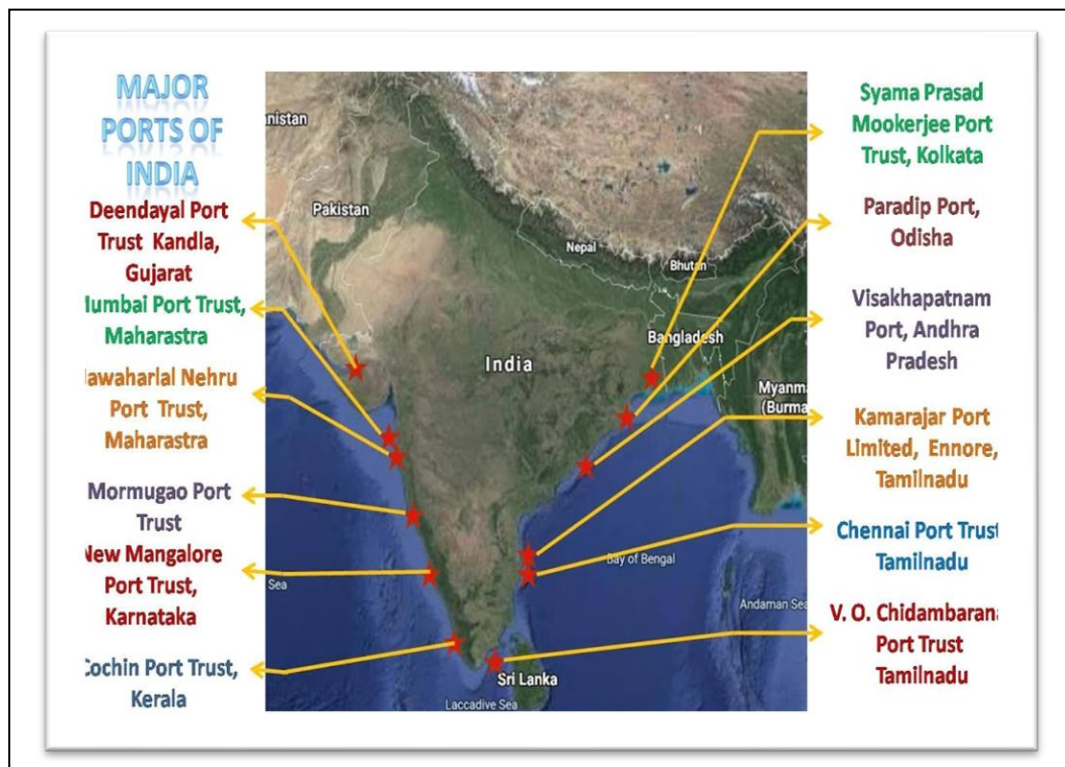 MAJOR
PORTS OF
INDIA
Deendayal Port
Trust Kandla,
Gujarat
Mumbai Port Trust,
Maharastra
Jawaharlal Nehru
Port Trust,
Maharastra
Mormugao Port
Trust
New Mangalore
Port Trust,
Karnataka
Cochin Port Trust,
Kerala
nistan
Pakistan
Nepal
Bhutan
Bangladesh
India
Myanma
(Burma
Bay of Bengal
Sea
Andaman Sea
Sri Lanka
Laccadive Sea
Syama Prasad
Mookerjee Port
Trust, Kolkata
Paradip Port,
Odisha
Visakhapatnam
Port, Andhra
Pradesh
Kamarajar Port
Limited, Ennore,
Tamilnadu
Chennai Port Trust
Tamilnadu
V. O. Chidambarana
Port Trust
Tamilnadu